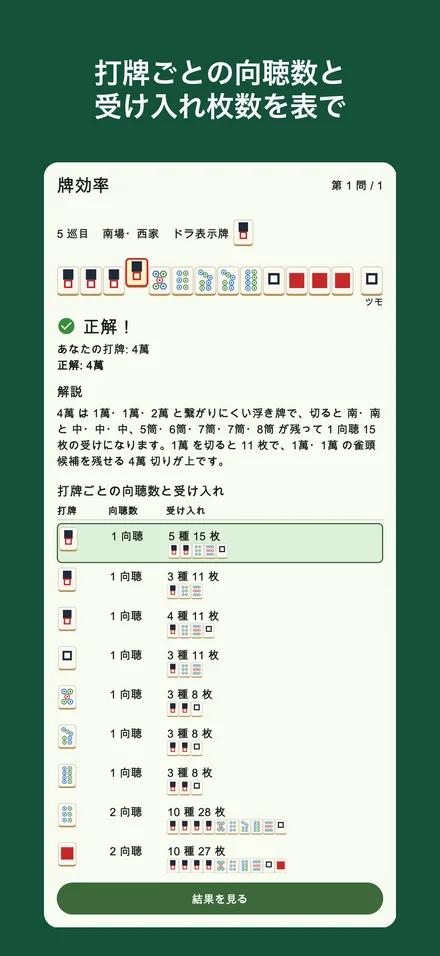 打牌ごとの向聴数と
受け入れ枚数を表で
牌効率
第 1 問 / 1
5 巡目 南場・西家 ドラ表示牌
ツモ
正解！
あなたの打牌: 4萬
正解: 4萬
解説
4萬 は 1萬・1萬・2萬 と繋がりにくい浮き牌で、切ると 南・南
と 中・中・中、5筒・6筒・7筒・7筒・8筒 が残って 1 向聴 15
枚の受けになります。1萬 を切ると 11 枚で、1萬・1萬 の雀頭
候補を残せる 4萬 切りが上です。
打牌ごとの向聴数と受け入れ
打牌 向聴数 受け入れ
1 向聴 5 種 15 枚
1 向聴 3 種 11 枚
1 向聴 4 種 11 枚
1 向聴 3 種 11 枚
1 向聴 3 種 8 枚
1 向聴 3 種 8 枚
1 向聴 3 種 8 枚
2 向聴 10 種 28 枚
2 向聴 10 種 27 枚
結果を見る